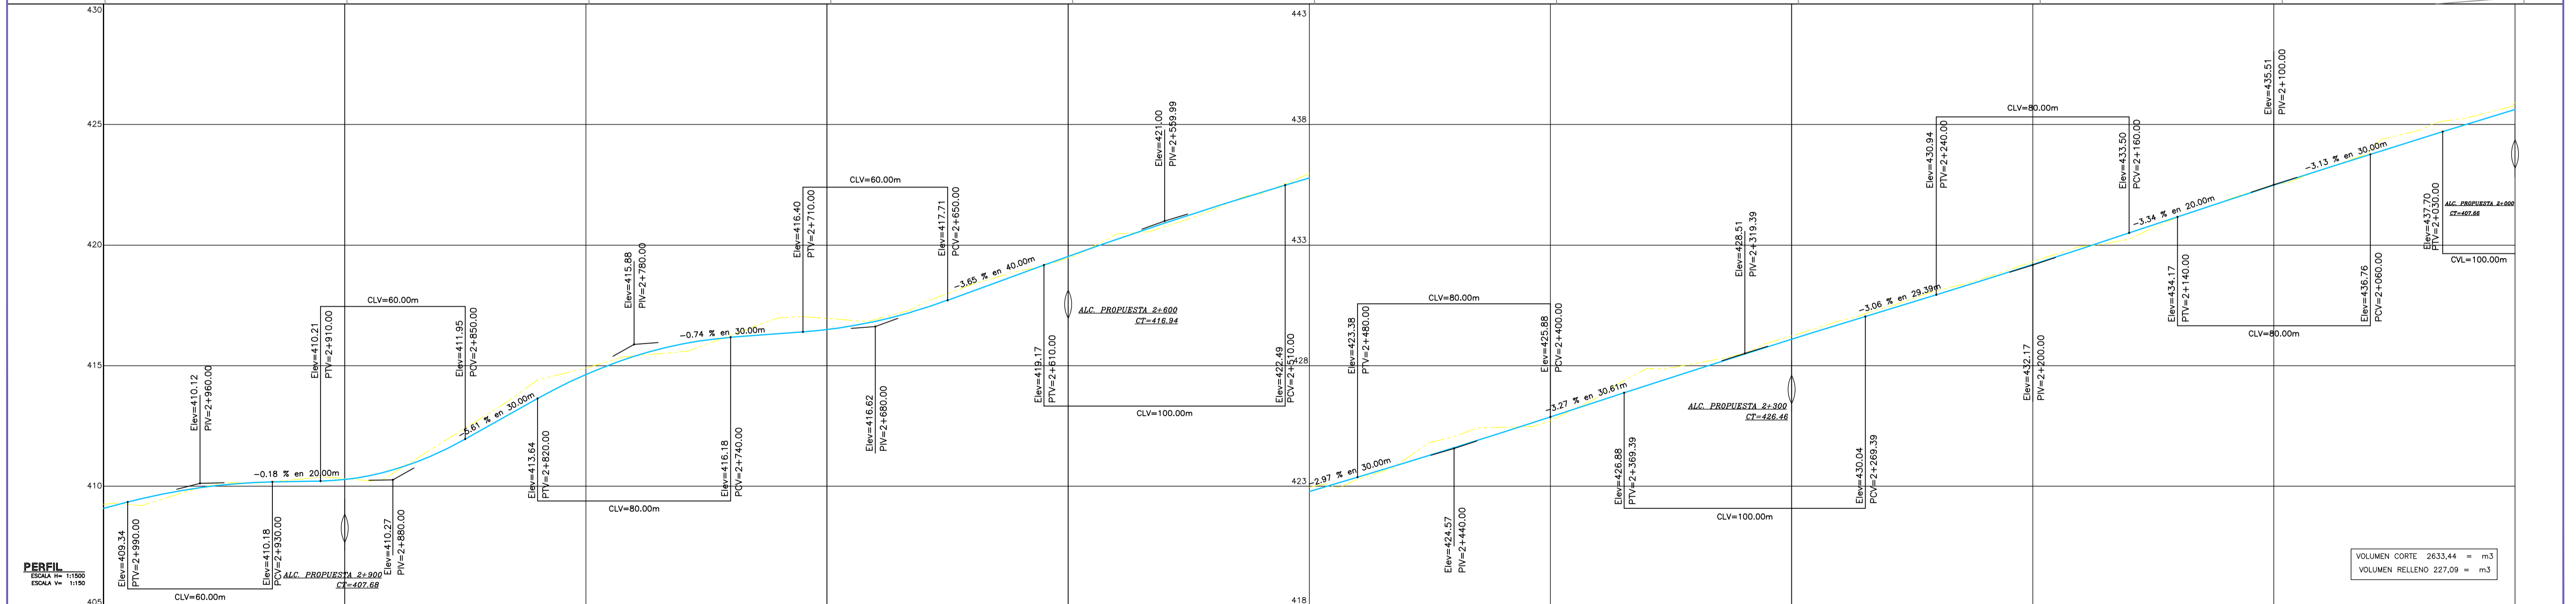 430
425
420
415
410
405
Elev=409.34
PTV=2+990.00
CLV=60.00m
Elev=410.12
PIV=2+960.00
Elev=410.18
PCV=2+930.00
-0.18 % en 20.00m
ALC. PROPUESTA 2+900
CT=407.68
Elev=410.21
PTV=2+910.00
CLV=60.00m
Elev=410.27
PIV=2+880.00
Elev=411.95
PCV=2+850.00
-5.61 % en 30.00m
Elev=413.64
PTV=2+820.00
CLV=80.00m
Elev=415.88
PIV=2+780.00
Elev=416.18
PCV=2+740.00
-0.74 % en 30.00m
Elev=416.40
PTV=2+710.00
CLV=60.00m
Elev=416.62
PIV=2+680.00
Elev=417.71
PCV=2+650.00
-3.65 % en 40.00m
Elev=419.17
PTV=2+610.00
ALC. PROPUESTA 2+600
CT=416.94
CLV=100.00m
Elev=421.00
PIV=2+559.99
Elev=422.49
PCV=2+510.00
443
438
433
428
423
418
-2.97 % en 30.00m
Elev=423.38
PTV=2+480.00
CLV=80.00m
Elev=424.57
PIV=2+440.00
Elev=425.88
PCV=2+400.00
-3.27 % en 30.61m
Elev=426.88
PTV=2+369.39
CLV=100.00m
Elev=428.51
PIV=2+319.39
ALC. PROPUESTA 2+300
CT=426.46
Elev=430.04
PCV=2+269.39
-3.06 % en 29.39m
Elev=430.94
PTV=2+240.00
CLV=80.00m
Elev=432.17
PIV=2+200.00
Elev=433.50
PCV=2+160.00
-3.34 % en 20.00m
Elev=434.17
PTV=2+140.00
CLV=80.00m
Elev=435.51
PIV=2+100.00
Elev=436.76
PCV=2+060.00
-3.13 % en 30.00m
Elev=437.70
PTV=2+030.00
ALC. PROPUESTA 2+000
CT=407.66
CVL=100.00m
PERFIL
ESCALA H= 1:1500
ESCALA V= 1:150
VOLUMEN CORTE 2633,44 = m3
VOLUMEN RELLENO 227,09 = m3